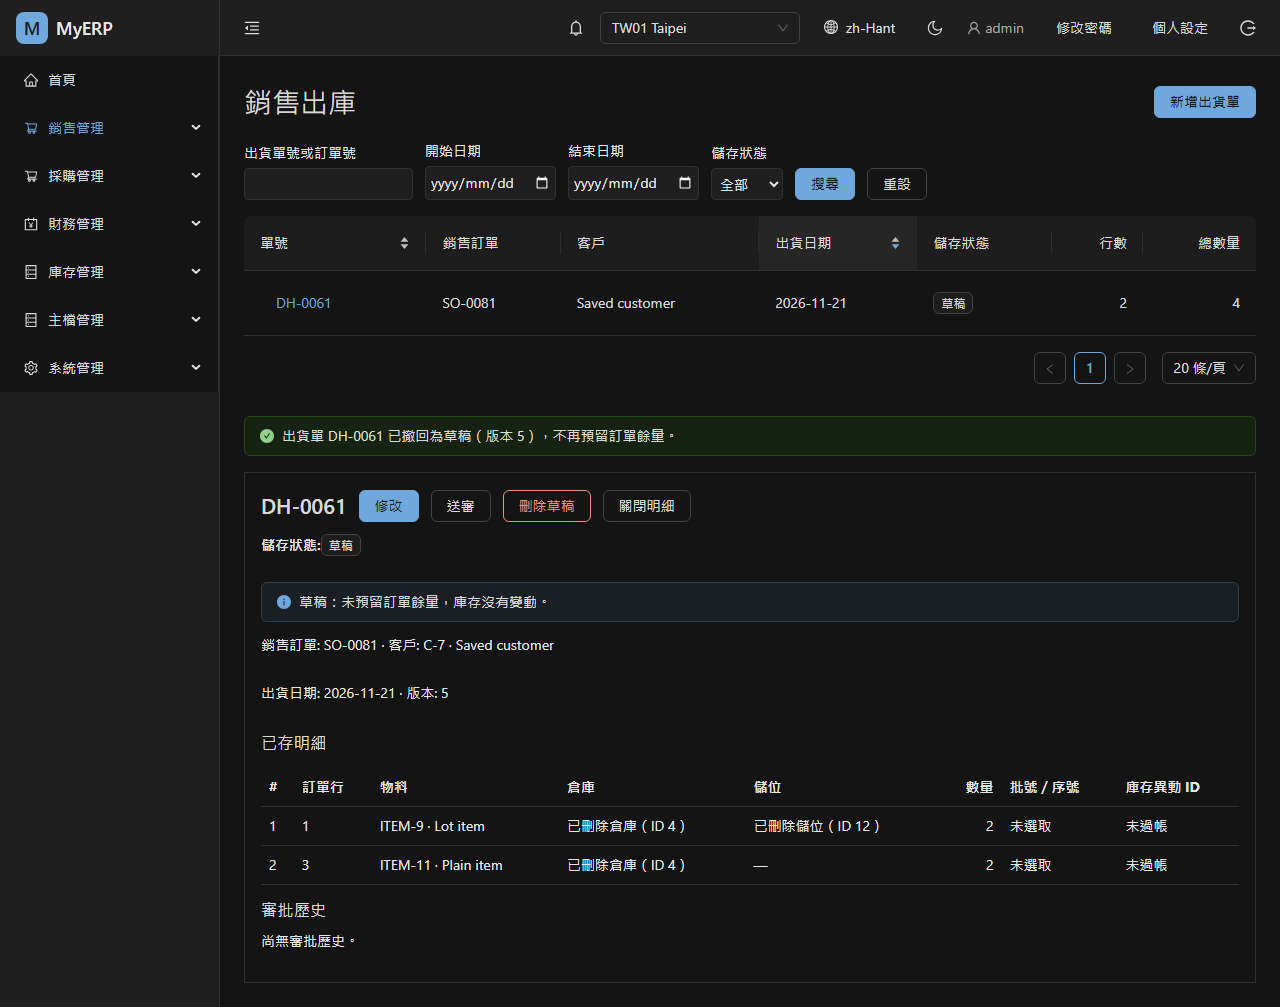 M MyERP
TW01 Taipei
zh-Hant
admin
修改密碼
個人設定
首頁
銷售管理
採購管理
財務管理
庫存管理
主檔管理
系統管理
銷售出庫
新增出貨單
出貨單號或訂單號
開始日期
結束日期
儲存狀態
yyyy/mm/dd
yyyy/mm/dd
全部
搜尋
重設
單號 銷售訂單 客戶 出貨日期 儲存狀態 行數 總數量
DH-0061 SO-0081 Saved customer 2026-11-21 草稿 2 4
< 1 > 20 條/頁
出貨單 DH-0061 已撤回為草稿（版本 5），不再預留訂單餘量。
DH-0061 修改 送審 刪除草稿 關閉明細
儲存狀態:草稿
草稿：未預留訂單餘量，庫存沒有變動。
銷售訂單: SO-0081 · 客戶: C-7 · Saved customer
出貨日期: 2026-11-21 · 版本: 5
已存明細
# 訂單行 物料 倉庫 儲位 數量 批號 / 序號 庫存異動 ID
1 1 ITEM-9 · Lot item 已刪除倉庫（ID 4） 已刪除儲位（ID 12） 2 未選取 未過帳
2 3 ITEM-11 · Plain item 已刪除倉庫（ID 4） — 2 未選取 未過帳
審批歷史
尚無審批歷史。